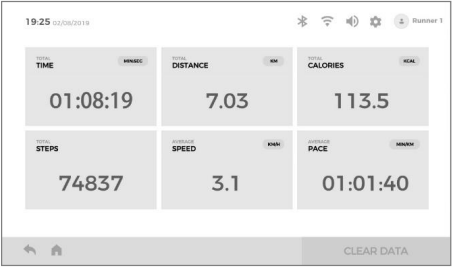 19:25 02/08/2019
Runner 1
TOTAL
TIME
MIN:SEC
01:08:19
TOTAL
DISTANCE
KM
7.03
TOTAL
CALORIES
KCAL
113.5
TOTAL
STEPS
74837
AVERAGE
SPEED
KM/H
3.1
AVERAGE
PACE
MIN/KM
01:01:40
CLEAR DATA